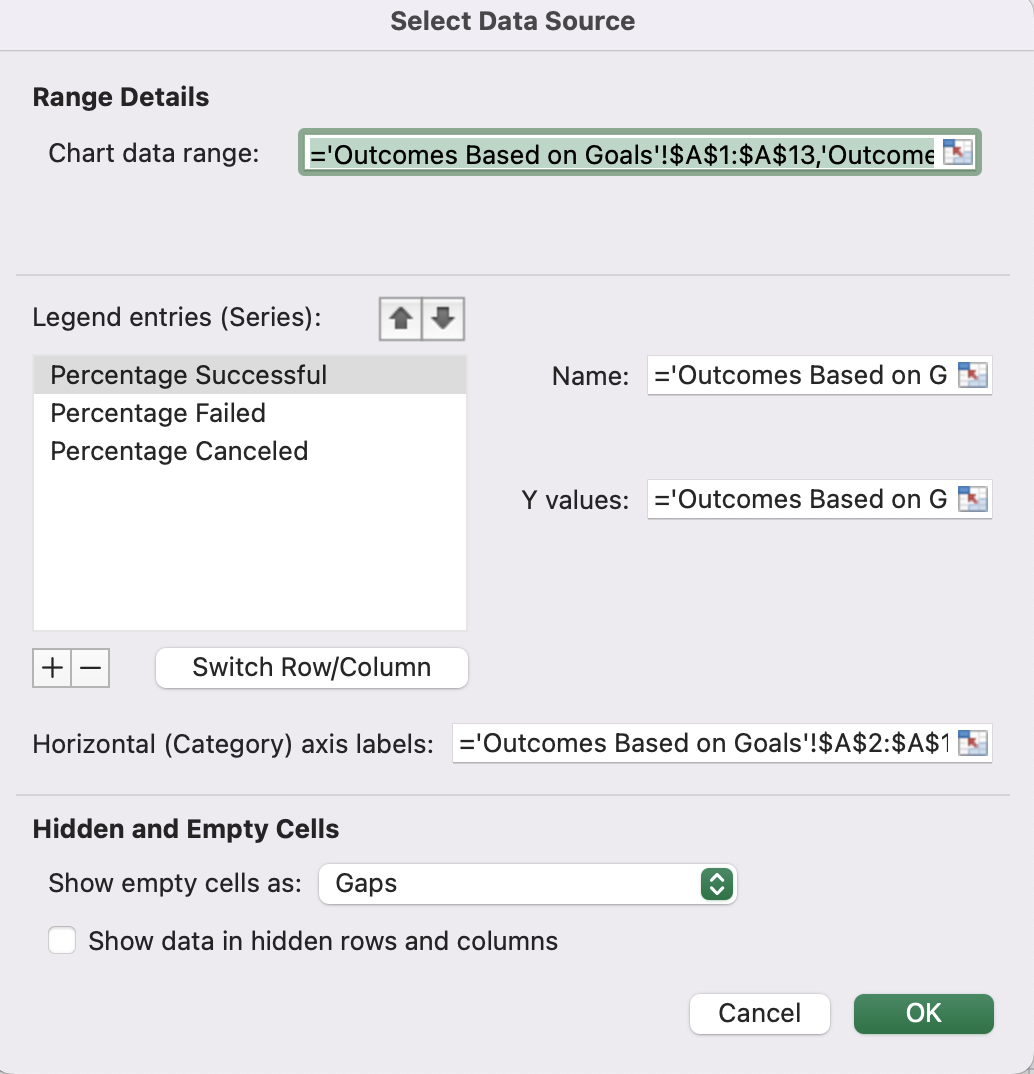 Select Data Source
Range Details
Chart data range: ='Outcomes Based on Goals'!$A$1:$A$13,'Outcome
Legend entries (Series):
Percentage Successful
Percentage Failed
Percentage Canceled
Name: ='Outcomes Based on G
Y values: ='Outcomes Based on G
+ −
Switch Row/Column
Horizontal (Category) axis labels: ='Outcomes Based on Goals'!$A$2:$A$1
Hidden and Empty Cells
Show empty cells as: Gaps
Show data in hidden rows and columns
Cancel OK